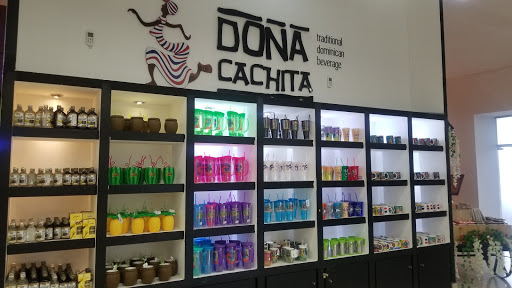 DOÑA
CACHITA
traditional
dominican
beverage